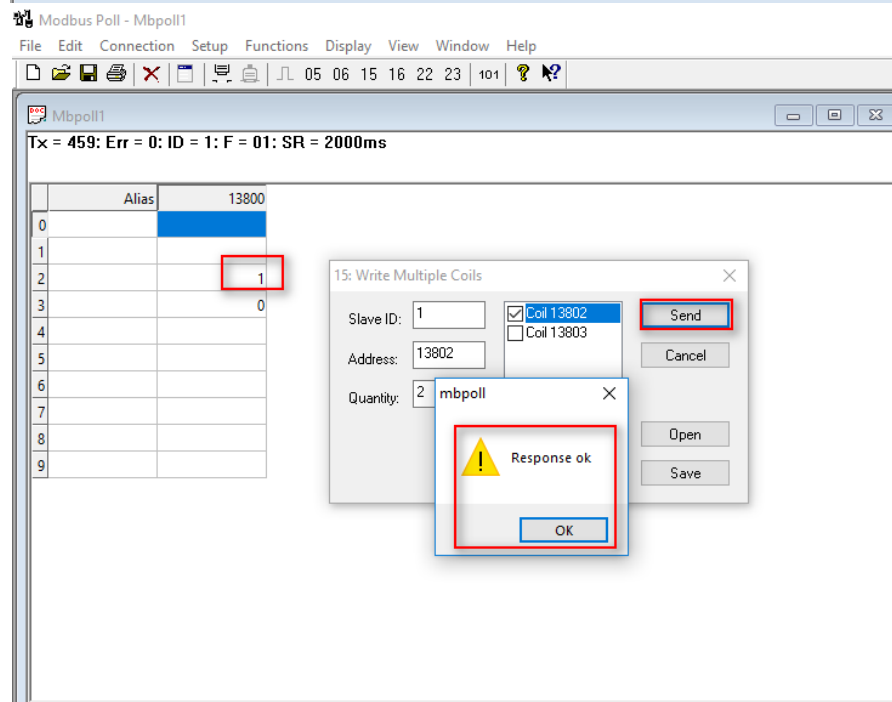 Modbus Poll - Mbpoll1
File Edit Connection Setup Functions Display View Window Help
05 06 15 16 22 23 101
Mbpoll1
Tx = 459: Err = 0: ID = 1: F = 01: SR = 2000ms
Alias 13800
0
1
2 1
3 0
4
5
6
7
8
9
15: Write Multiple Coils
Slave ID: 1
Address: 13802
Quantity: 2
Coil 13802
Coil 13803
Send
Cancel
Open
Save
mbpoll
Response ok
OK